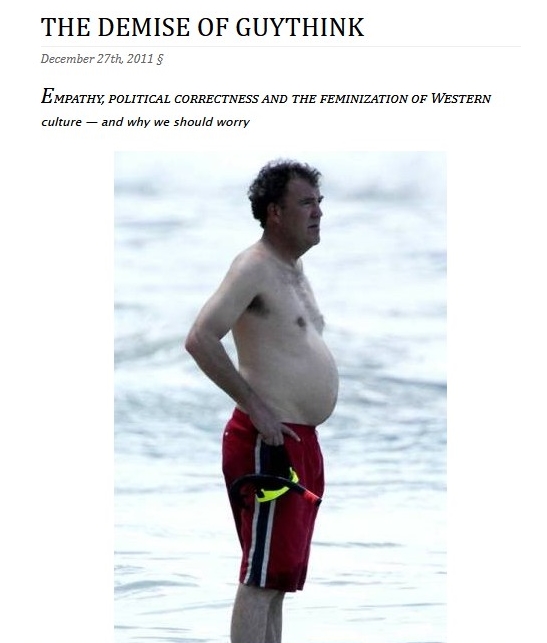 THE DEMISE OF GUYTHINK
December 27th, 2011 §
EMPATHY, POLITICAL CORRECTNESS AND THE FEMINIZATION OF WESTERN
culture — and why we should worry